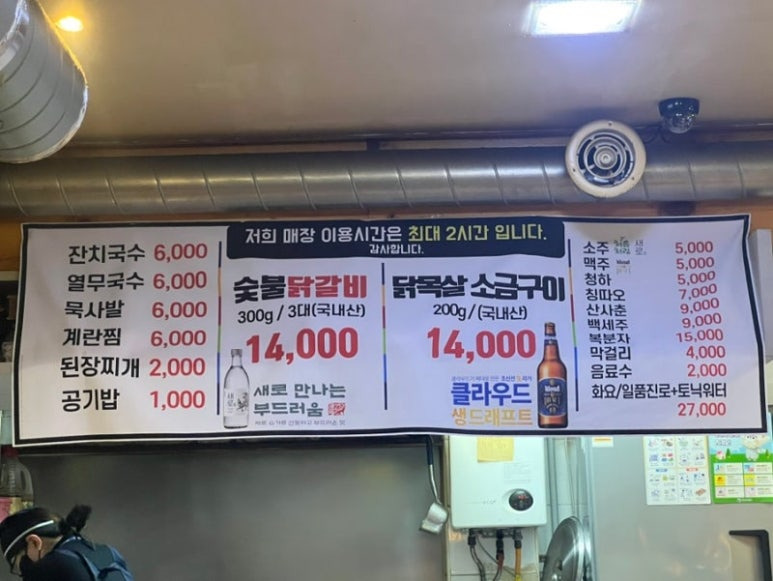 저희 매장 이용시간은 최대 2시간 입니다.
감사합니다.
잔치국수 6,000
열무국수 6,000
묵사발 6,000
계란찜 6,000
된장찌개 2,000
공기밥 1,000
숯불닭갈비
300g / 3대(국내산)
14,000
새로
새로 만나는
부드러움
닭목살 소금구이
200g / (국내산)
14,000
클라우드
생드래프트
소주 처음처럼 새로 5,000
맥주 5,000
청하 5,000
칭따오 7,000
산사춘 9,000
백세주 9,000
복분자 15,000
막걸리 4,000
음료수 2,000
화요/일품진로+토닉워터
27,000